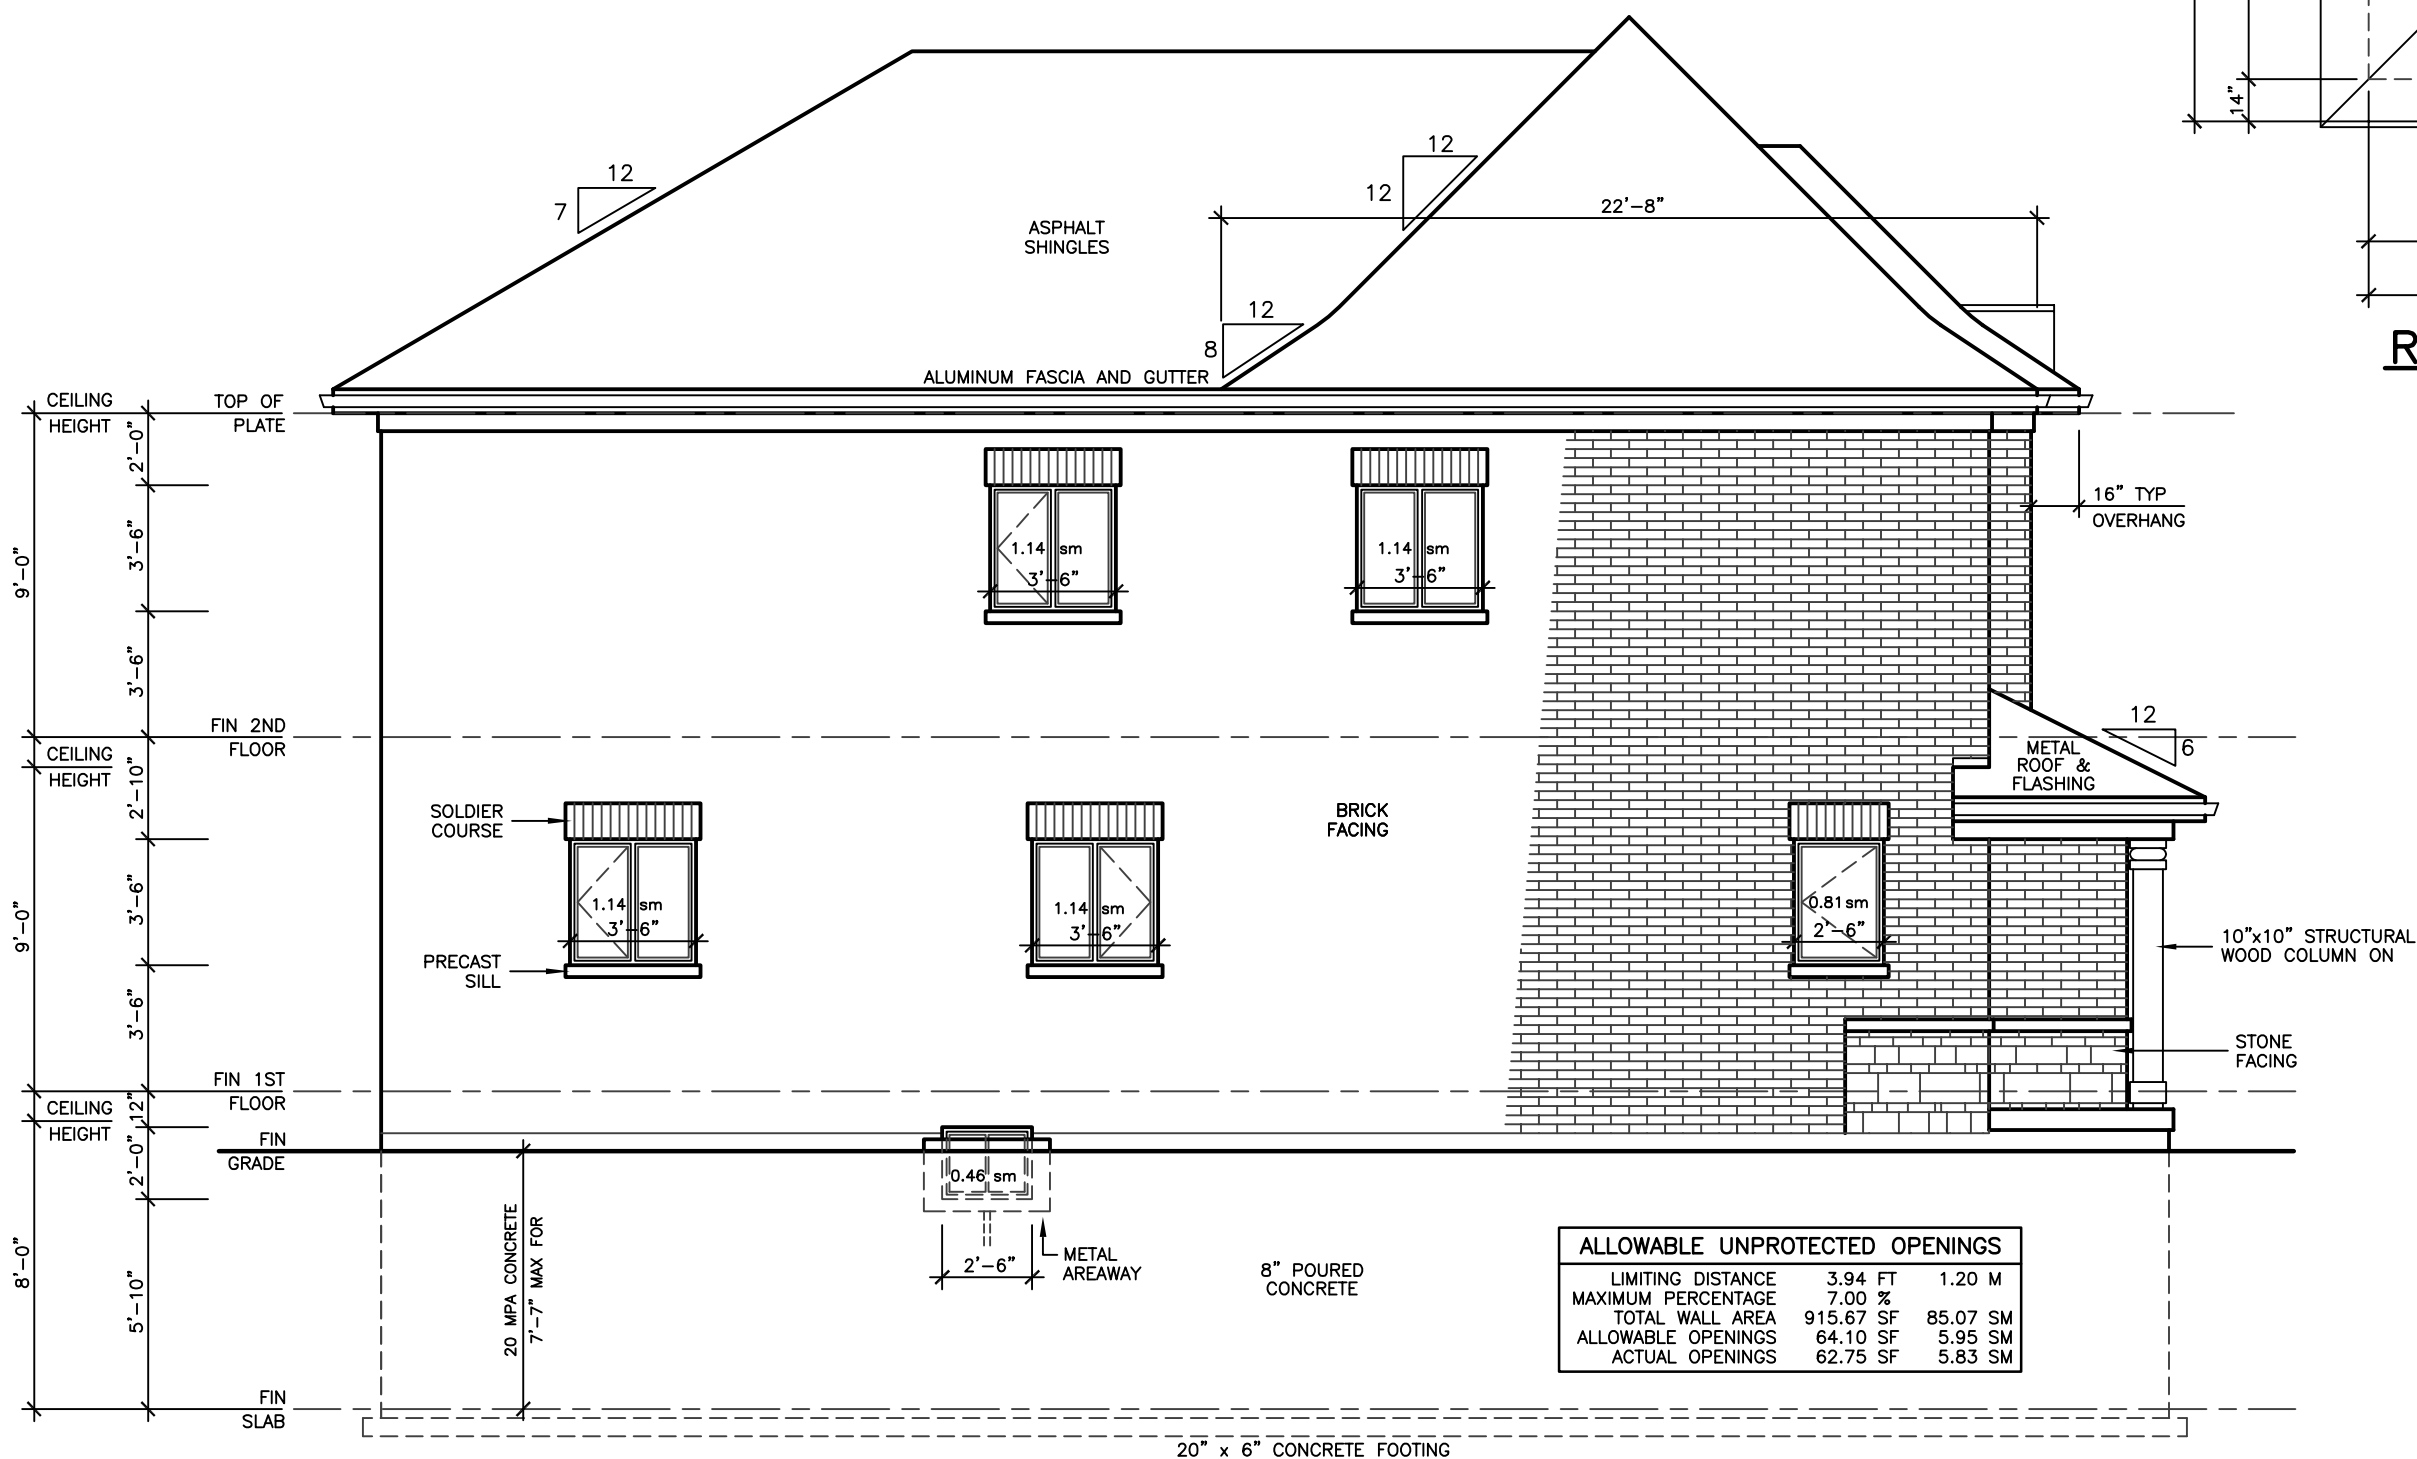 14"
12
7
12
12
22'-8"
ASPHALT
SHINGLES
12
8
R
ALUMINUM FASCIA AND GUTTER
CEILING
HEIGHT
TOP OF
PLATE
2'-0"
3'-6"
3'-6"
9'-0"
16" TYP
OVERHANG
1.14 sm
3'-6"
1.14 sm
3'-6"
FIN 2ND
FLOOR
CEILING
HEIGHT
12
6
METAL
ROOF &
FLASHING
2'-10"
3'-6"
3'-6"
9'-0"
SOLDIER
COURSE
BRICK
FACING
1.14 sm
3'-6"
1.14 sm
3'-6"
0.81 sm
2'-6"
PRECAST
SILL
10"x10" STRUCTURAL
WOOD COLUMN ON
STONE
FACING
FIN 1ST
FLOOR
CEILING
HEIGHT
12"
2'-0"
5'-10"
8'-0"
FIN
GRADE
0.46 sm
2'-6"
METAL
AREAWAY
20 MPA CONCRETE
7'-7" MAX FOR
8" POURED
CONCRETE
ALLOWABLE UNPROTECTED OPENINGS
LIMITING DISTANCE 3.94 FT 1.20 M
MAXIMUM PERCENTAGE 7.00 %
TOTAL WALL AREA 915.67 SF 85.07 SM
ALLOWABLE OPENINGS 64.10 SF 5.95 SM
ACTUAL OPENINGS 62.75 SF 5.83 SM
FIN
SLAB
20" x 6" CONCRETE FOOTING